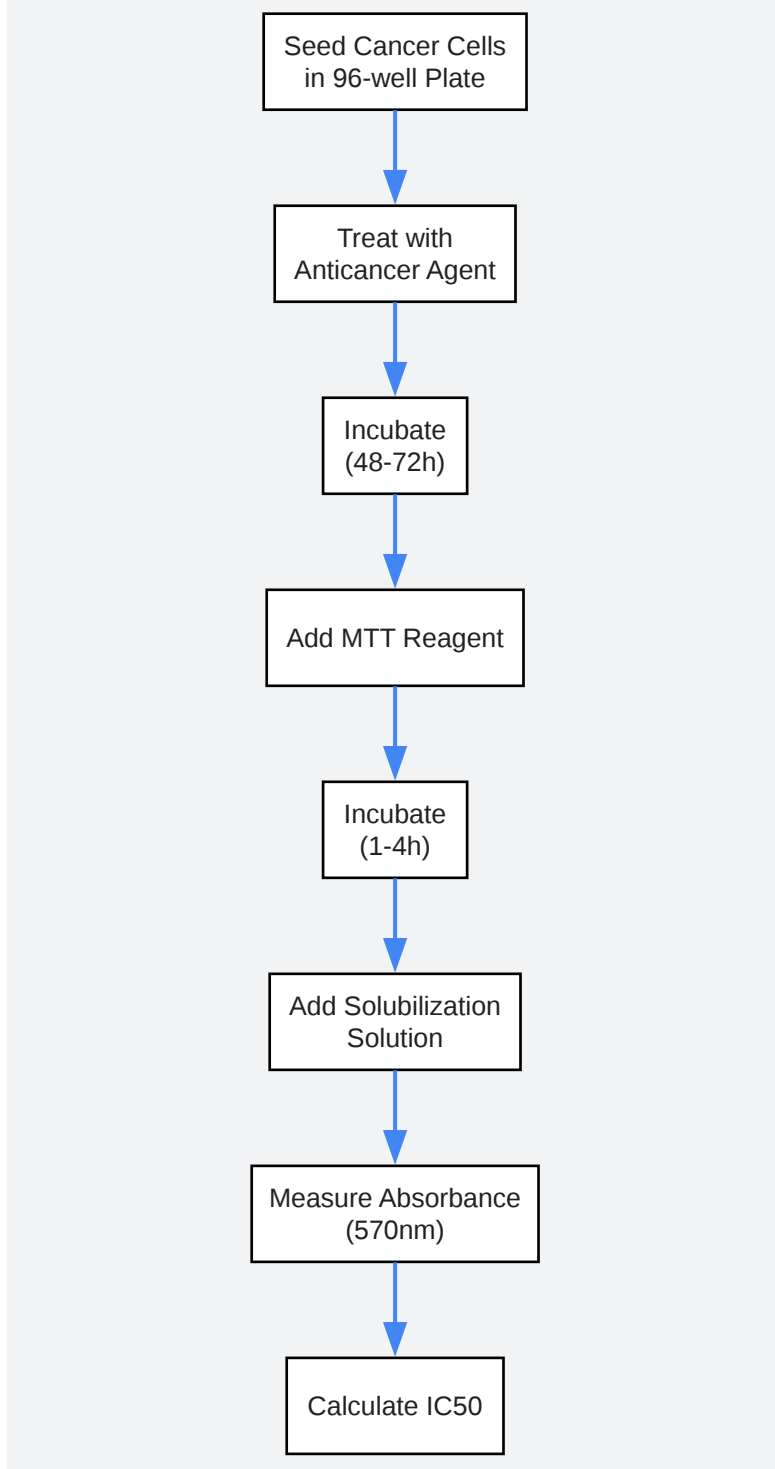 Seed Cancer Cells
in 96-well Plate
Treat with
Anticancer Agent
Incubate
(48-72h)
Add MTT Reagent
Incubate
(1-4h)
Add Solubilization
Solution
Measure Absorbance
(570nm)
Calculate IC50